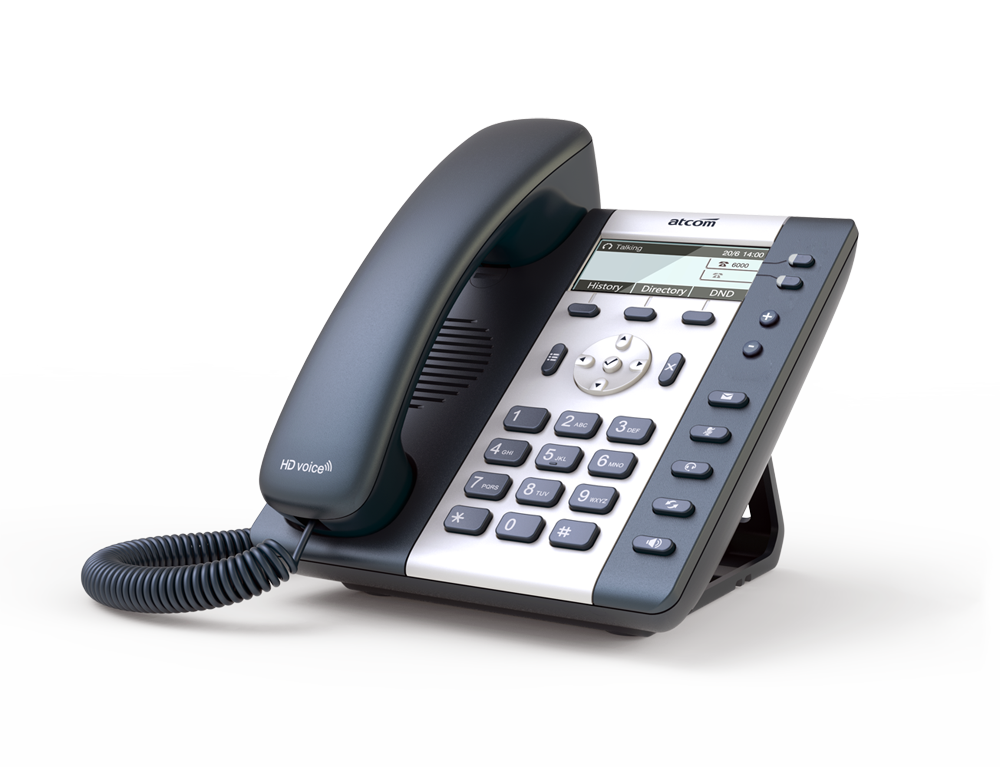 atcom
Talking
20/6 14:00
6000
History Directory DND
+
-
1
2 ABC
3 DEF
4 GHI
5 JKL
6 MNO
7 PQRS
8 TUV
9 WXYZ
*
0
#
HD voice